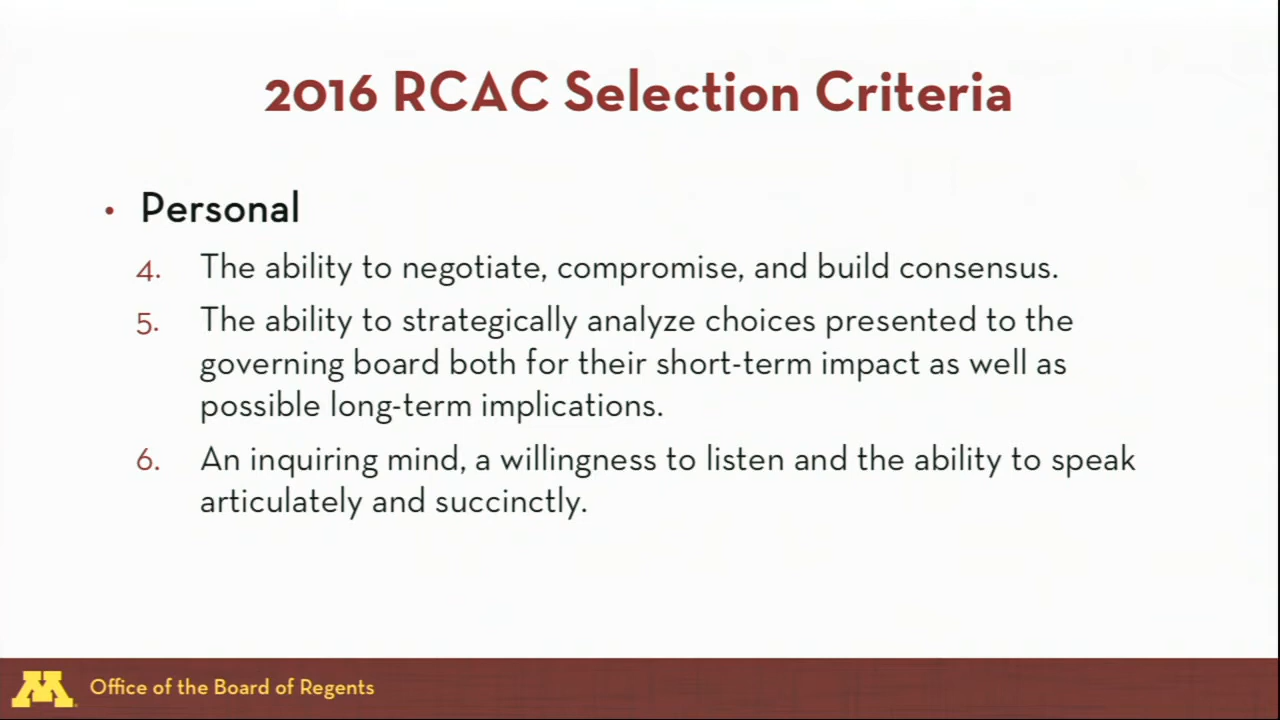 2016 RCAC Selection Criteria
• Personal
4. The ability to negotiate, compromise, and build consensus.
5. The ability to strategically analyze choices presented to the
governing board both for their short-term impact as well as
possible long-term implications.
6. An inquiring mind, a willingness to listen and the ability to speak
articulately and succinctly.
M Office of the Board of Regents